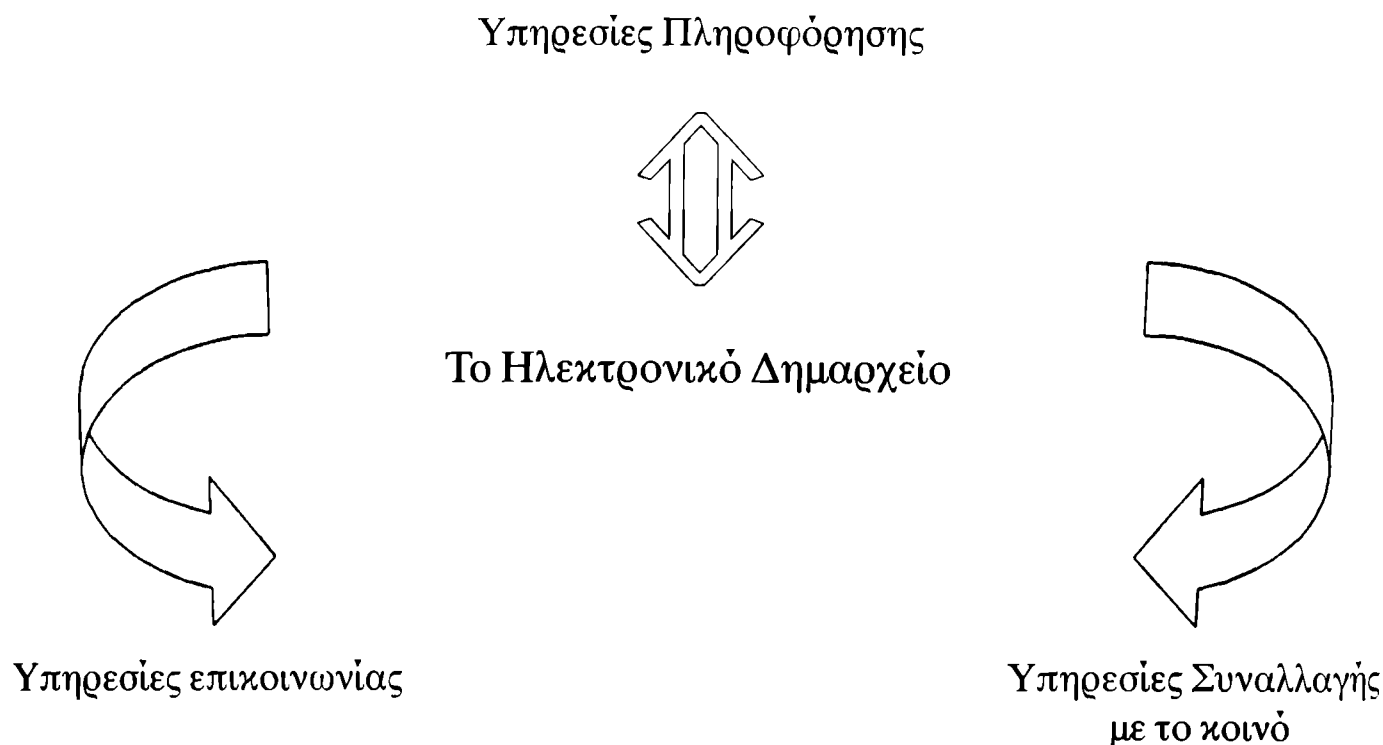 Υπηρεσίες Πληροφόρησης
Το Ηλεκτρονικό Δημαρχείο
Υπηρεσίες επικοινωνίας
Υπηρεσίες Συναλλαγής
με το κοινό